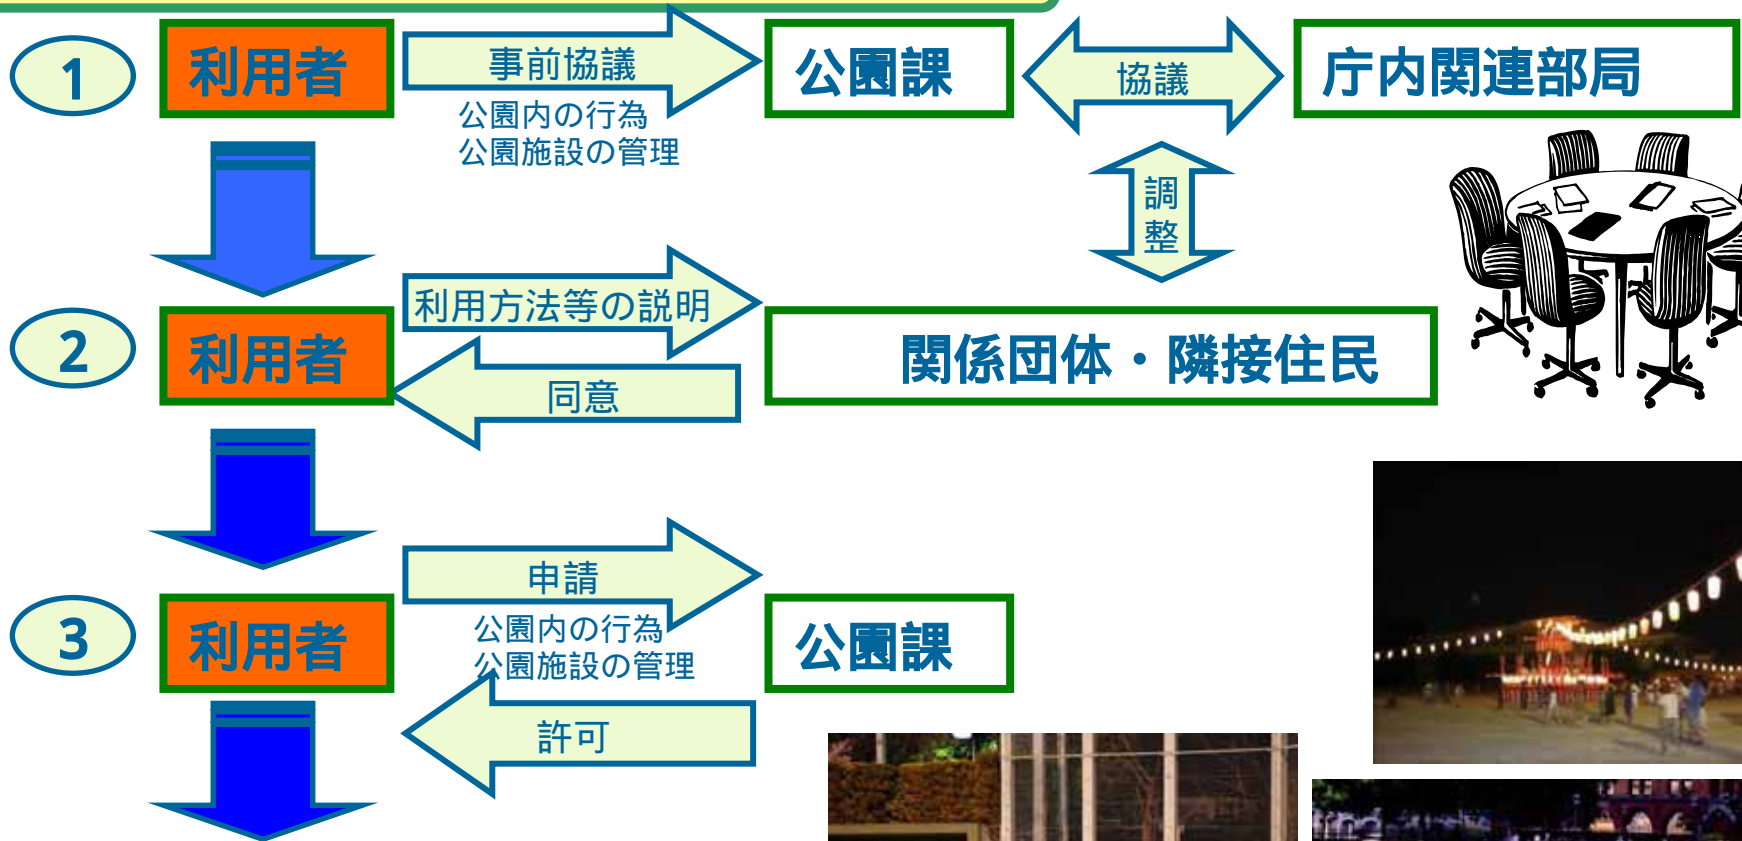 1
利用者
事前協議
公園内の行為
公園施設の管理
公園課
協議
庁内関連部局
調
整
2
利用者
利用方法等の説明
同意
関係団体・隣接住民
3
利用者
申請
公園内の行為
公園施設の管理
許可
公園課